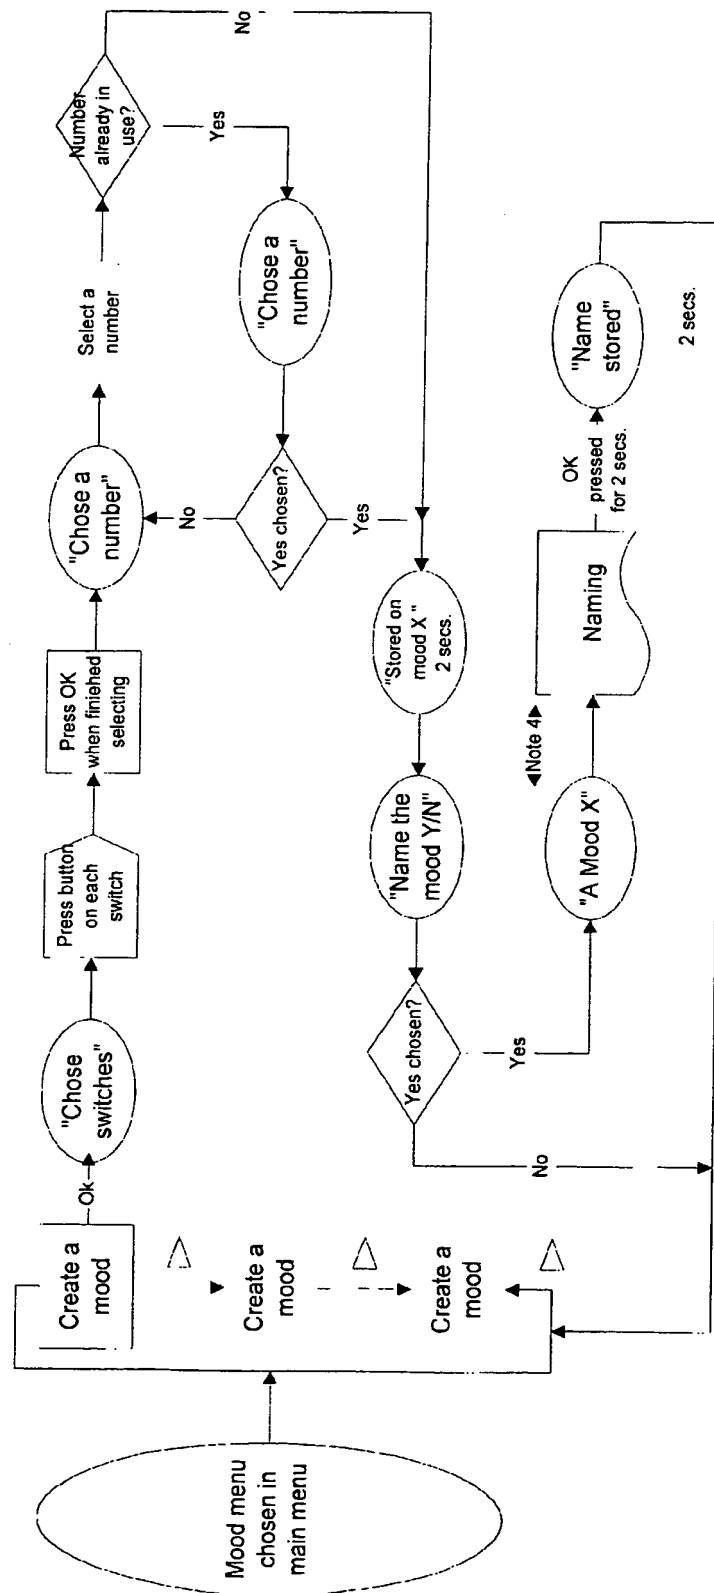 Mood menu
chosen in
main menu
Create a
mood
Ok
"Chose
switches"
Press button
on each
switch
Press OK
when finiehed
selecting
"Chose a
number"
Select a
number
Number
already in
use?
No
Yes
"Chose a
number"
Yes chosen?
No
Yes
Create a
mood
Create a
mood
"Stored on
mood X"
2 secs.
"Name the
mood Y/N"
Yes chosen?
Yes
No
"A Mood X"
Note 4
Naming
OK
pressed
for 2 secs.
"Name
stored"
2 secs.